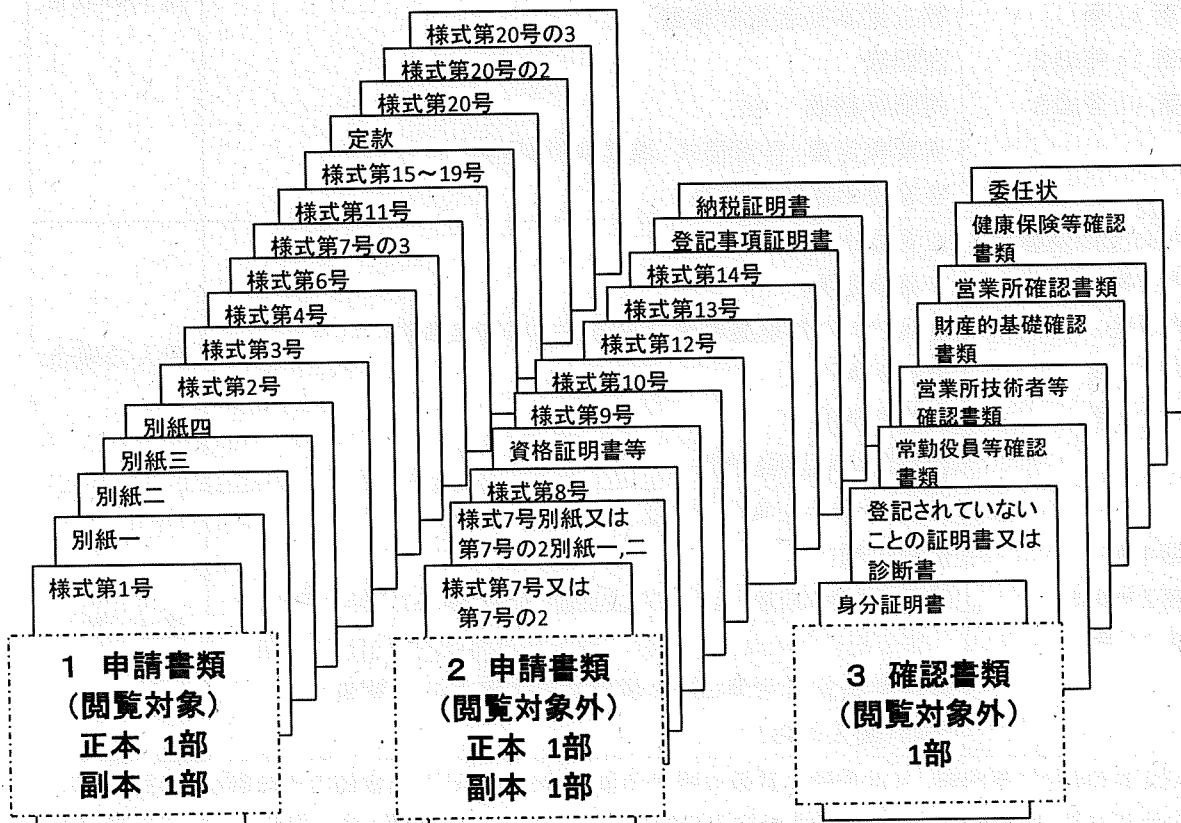 様式第20号の3
様式第20号の2
様式第20号
定款
様式第15～19号
様式第11号
様式第7号の3
様式第6号
様式第4号
様式第3号
様式第2号
別紙四
別紙三
別紙二
別紙一
様式第1号
1 申請書類
（閲覧対象）
正本 1部
副本 1部
納税証明書
登記事項証明書
様式第14号
様式第13号
様式第12号
様式第10号
様式第9号
資格証明書等
様式第8号
様式7号別紙又は
第7号の2別紙一,二
様式第7号又は
第7号の2
2 申請書類
（閲覧対象外）
正本 1部
副本 1部
委任状
健康保険等確認
書類
営業所確認書類
財産的基礎確認
書類
営業所技術者等
確認書類
常勤役員等確認
書類
登記されていない
ことの証明書又は
診断書
身分証明書
3 確認書類
（閲覧対象外）
1部